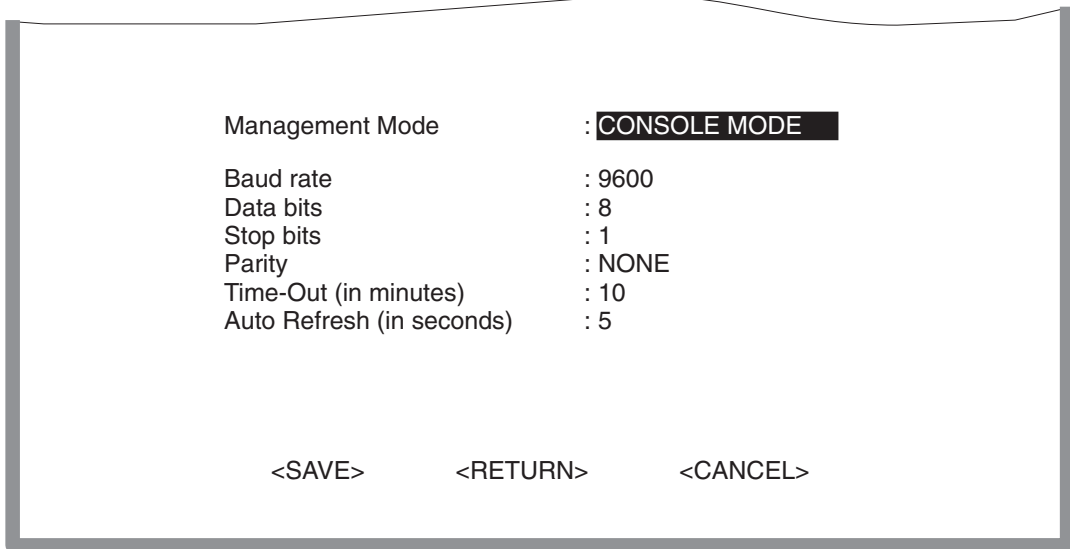 Management Mode : CONSOLE MODE
Baud rate : 9600
Data bits : 8
Stop bits : 1
Parity : NONE
Time-Out (in minutes) : 10
Auto Refresh (in seconds) : 5
<SAVE> <RETURN> <CANCEL>